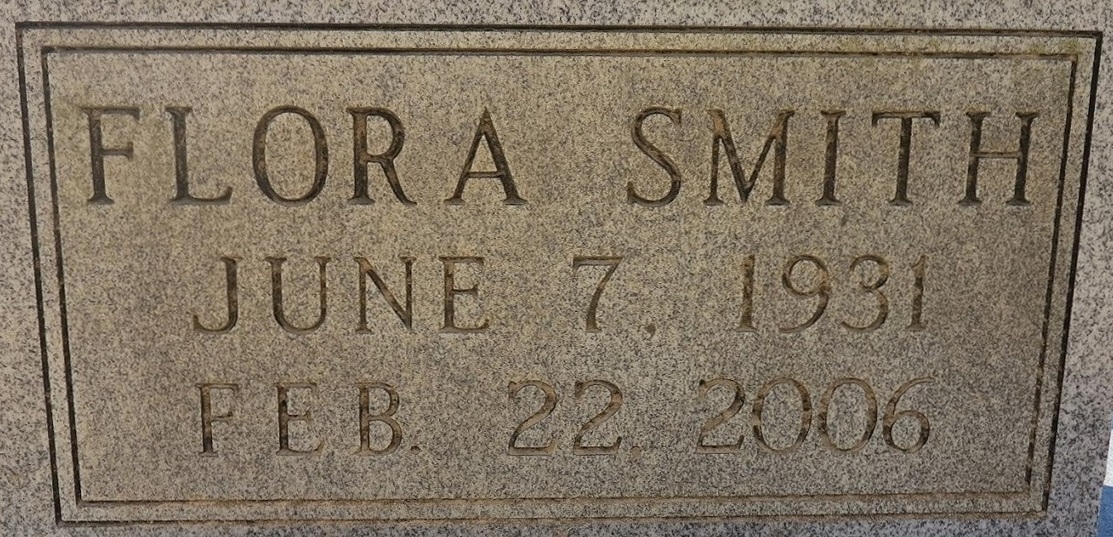 FLORA SMITH
JUNE 7, 1931
FEB. 22, 2006